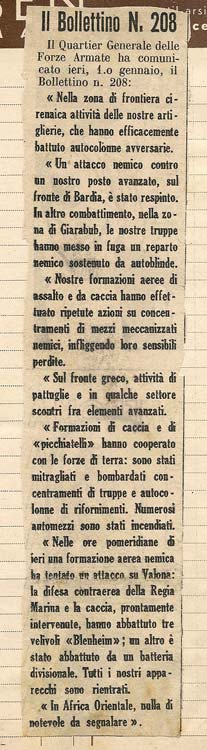 Il Bollettino N. 208
Il Quartier Generale delle
Forze Armate ha comuni-
cato ieri, 1.o gennaio, il
Bollettino n. 208:
« Nella zona di frontiera ci-
renaica attività delle nostre arti-
glierie, che hanno efficacemente
battuto autocolonne avversarie.
« Un attacco nemico contro
un nostro posto avanzato, sul
fronte di Bardia, è stato respinto.
In altro combattimento, nella zo-
na di Giarabub, le nostre truppe
hanno messo in fuga un reparto
nemico sostenuto da autoblinde.
« Nostre formazioni aeree di
assalto e da caccia hanno effet-
tuato ripetute azioni su concen-
tramenti di mezzi meccanizzati
nemici, infliggendo loro sensibili
perdite.
« Sul fronte greco, attività di
pattuglie e in qualche settore
scontri fra elementi avanzati.
« Formazioni di caccia e di
«picchiatelli» hanno cooperato
con le forze di terra: sono stati
mitragliati e bombardati con-
centramenti di truppe e autoco-
lonne di rifornimenti. Numerosi
automezzi sono stati incendiati.
« Nelle ore pomeridiane di
ieri una formazione aerea nemica
ha tentato un attacco su Valona:
la difesa contraerea della Regia
Marina e la caccia, prontamente
intervenute, hanno abbattuto tre
velivoli «Blenheim»; un altro è
stato abbattuto da un batteria
divisionale. Tutti i nostri appa-
recchi sono rientrati.
« In Africa Orientale, nulla di
notevole da segnalare ».